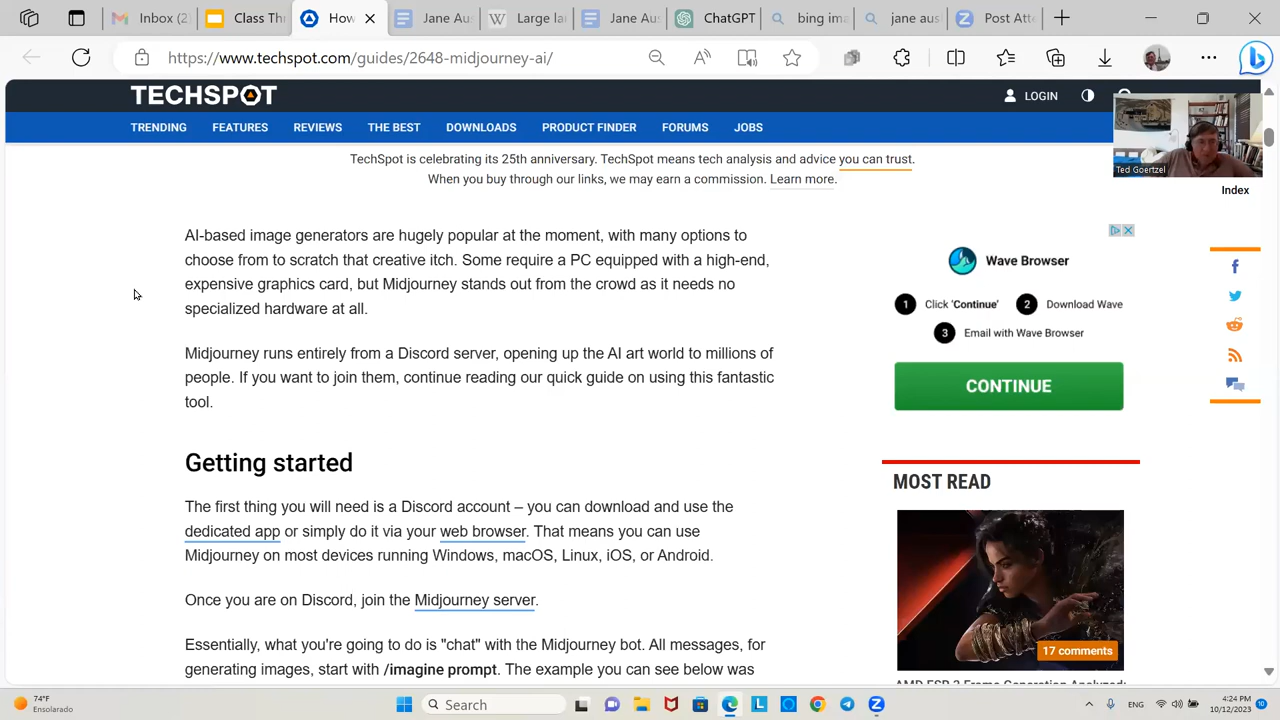 Inbox (2)
Class Thr
How
Jane Aus
Large lan
Jane Aus
ChatGPT
bing ima
jane aust
Post Atte
https://www.techspot.com/guides/2648-midjourney-ai/
TECHSPOT
LOGIN
TRENDING FEATURES REVIEWS THE BEST DOWNLOADS PRODUCT FINDER FORUMS JOBS
Ted Goertzel
TechSpot is celebrating its 25th anniversary. TechSpot means tech analysis and advice you can trust.
When you buy through our links, we may earn a commission. Learn more.
Index
AI-based image generators are hugely popular at the moment, with many options to
choose from to scratch that creative itch. Some require a PC equipped with a high-end,
expensive graphics card, but Midjourney stands out from the crowd as it needs no
specialized hardware at all.
Midjourney runs entirely from a Discord server, opening up the AI art world to millions of
people. If you want to join them, continue reading our quick guide on using this fantastic
tool.
Getting started
The first thing you will need is a Discord account – you can download and use the
dedicated app or simply do it via your web browser. That means you can use
Midjourney on most devices running Windows, macOS, Linux, iOS, or Android.
Once you are on Discord, join the Midjourney server.
Essentially, what you're going to do is "chat" with the Midjourney bot. All messages, for
generating images, start with /imagine prompt. The example you can see below was
Wave Browser
1 Click 'Continue' 2 Download Wave
3 Email with Wave Browser
CONTINUE
MOST READ
17 comments
74°F
Ensolarado
Search
ENG
4:24 PM
10/12/2023